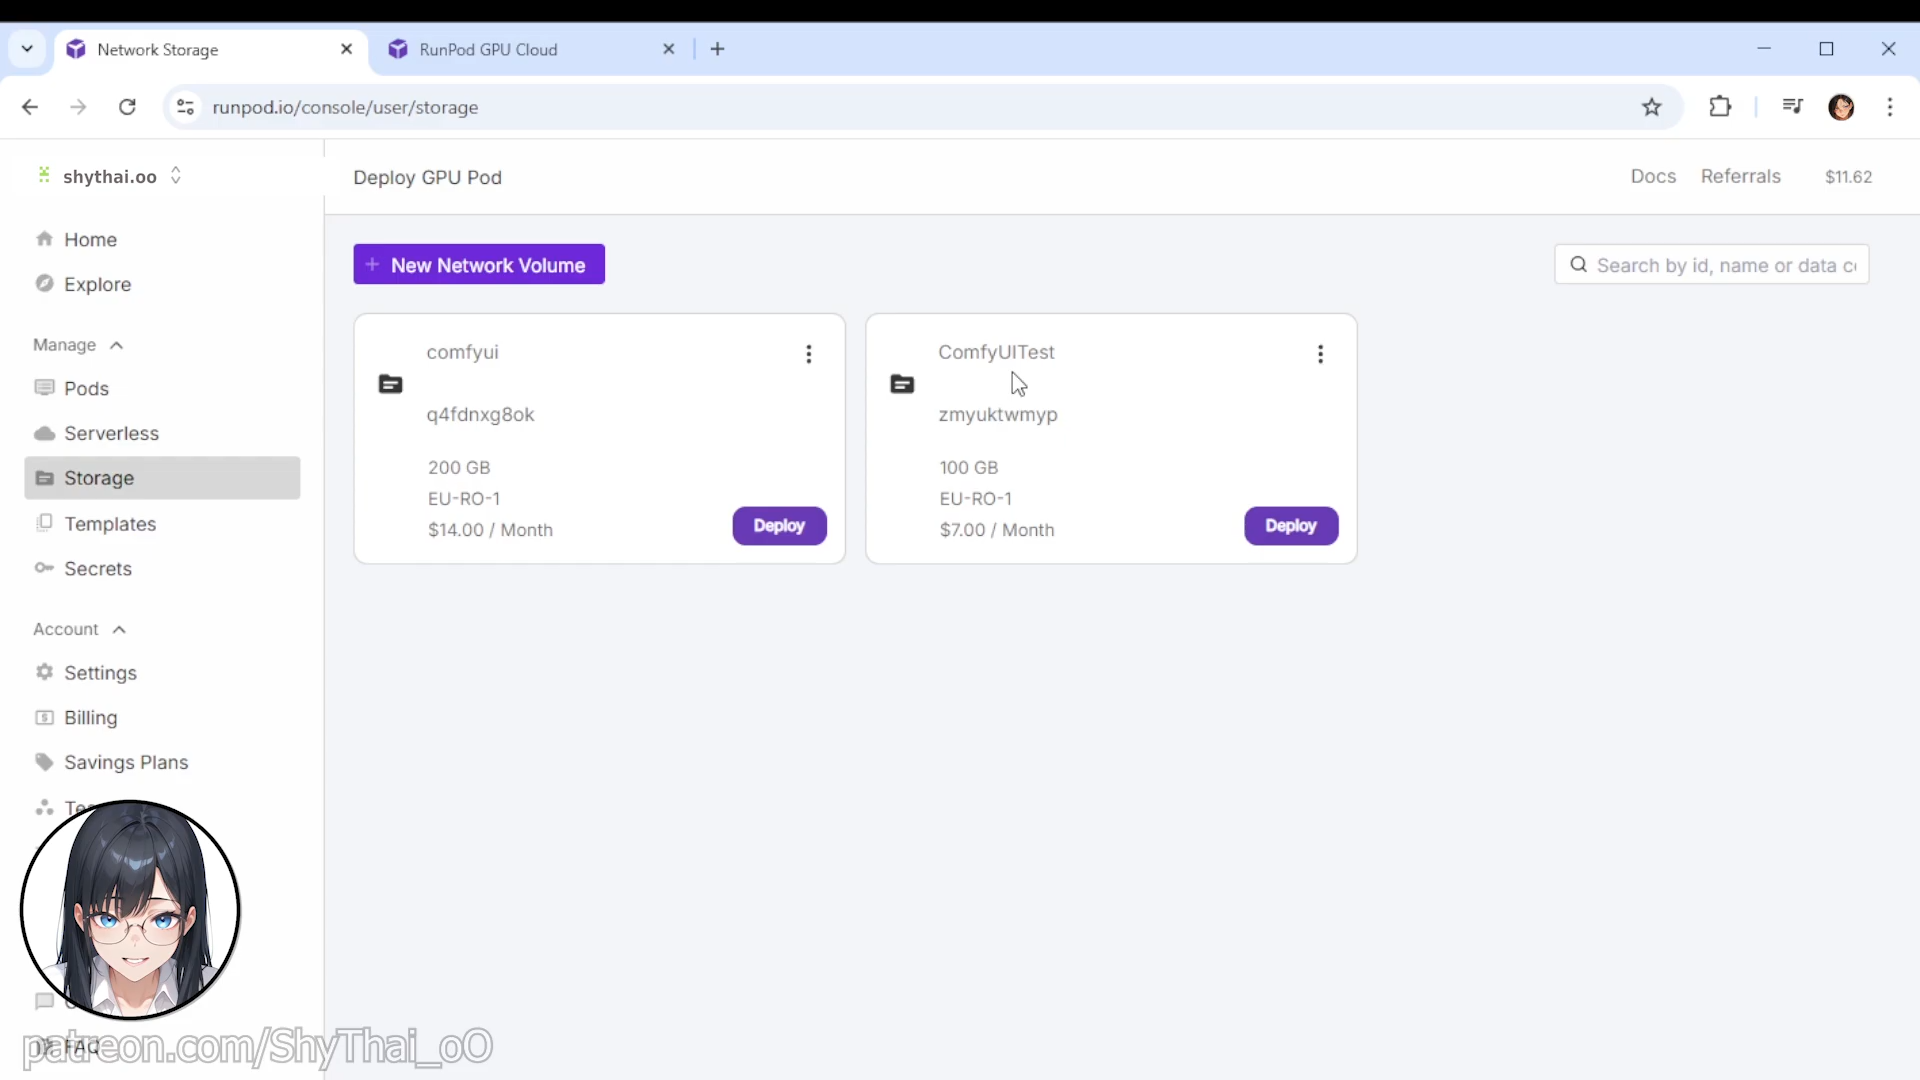 Network Storage
RunPod GPU Cloud
runpod.io/console/user/storage
shythai.oo
Deploy GPU Pod
Docs
Referrals
$11.62
Home
Explore
Manage
Pods
Serverless
Storage
Templates
Secrets
Account
Settings
Billing
Savings Plans
FAQ
+ New Network Volume
Search by id, name or data c
comfyui
q4fdnxg8ok
200 GB
EU-RO-1
$14.00 / Month
Deploy
ComfyUITest
zmyuktwmyp
100 GB
EU-RO-1
$7.00 / Month
Deploy
patreon.com/ShyThai_oO